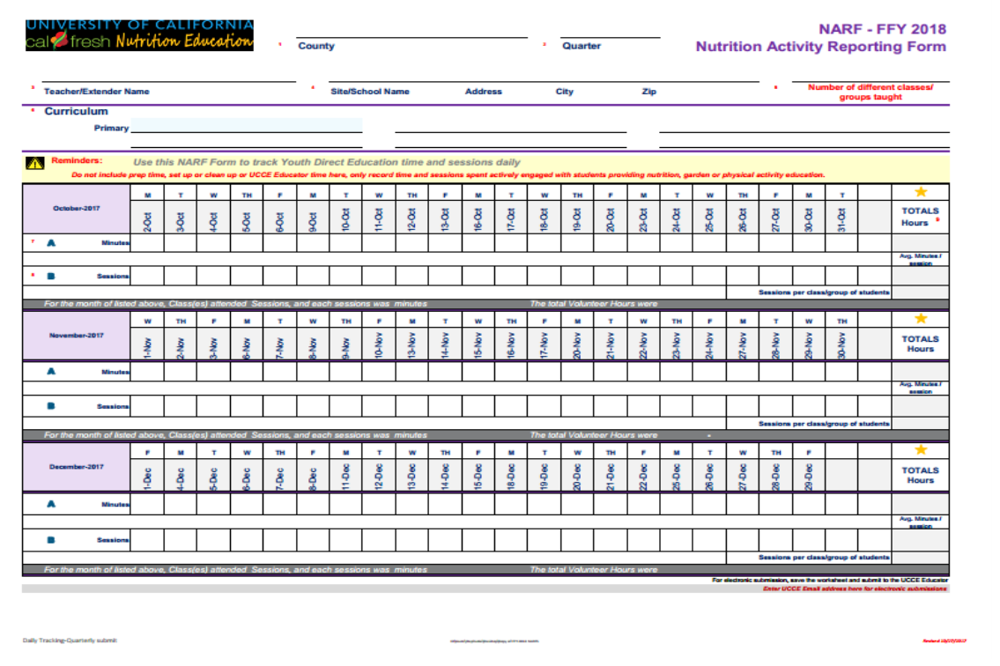 UNIVERSITY OF CALIFORNIA
cal fresh Nutrition Education
NARF - FFY 2018
Nutrition Activity Reporting Form
1 County 2 Quarter
3 Teacher/Extender Name 4 Site/School Name Address City Zip Number of different classes/
groups taught
Curriculum
Primary
Reminders: Use this NARF Form to track Youth Direct Education time and sessions daily
Do not include prep time, set up or clean up or UCCE Educator time here, only record time and sessions spent actively engaged with students providing nutrition, garden or physical activity education.
M T W TH F M T W TH F M T W TH F M T W TH F M T
October-2017 2-Oct 3-Oct 4-Oct 5-Oct 6-Oct 9-Oct 10-Oct 11-Oct 12-Oct 13-Oct 16-Oct 17-Oct 18-Oct 19-Oct 20-Oct 23-Oct 24-Oct 25-Oct 26-Oct 27-Oct 30-Oct 31-Oct TOTALS
Hours
7 A Minutes
Avg. Minutes /
session
B Sessions
Sessions per class/group of students
For the month of listed above, Class(es) attended Sessions, and each sessions was minutes The total Volunteer Hours were
W TH F M T W TH F M T W TH F M T W TH F M T W TH
November-2017 1-Nov 2-Nov 3-Nov 6-Nov 7-Nov 8-Nov 9-Nov 10-Nov 13-Nov 14-Nov 15-Nov 16-Nov 17-Nov 20-Nov 21-Nov 22-Nov 23-Nov 24-Nov 27-Nov 28-Nov 29-Nov 30-Nov TOTALS
Hours
A Minutes
Avg. Minutes /
session
B Sessions
Sessions per class/group of students
For the month of listed above, Class(es) attended Sessions, and each sessions was minutes The total Volunteer Hours were -
F M T W TH F M T W TH F M T W TH F M T W TH F
December-2017 1-Dec 4-Dec 5-Dec 6-Dec 7-Dec 8-Dec 11-Dec 12-Dec 13-Dec 14-Dec 15-Dec 18-Dec 19-Dec 20-Dec 21-Dec 22-Dec 25-Dec 26-Dec 27-Dec 28-Dec 29-Dec TOTALS
Hours
A Minutes
Avg. Minutes /
session
B Sessions
Sessions per class/group of students
For the month of listed above, Class(es) attended Sessions, and each sessions was minutes The total Volunteer Hours were
For electronic submission, save the worksheet and submit to the UCCE Educator
Enter UCCE Email address here for electronic submissions
Daily Tracking-Quarterly submit
Revised 10/27/2017